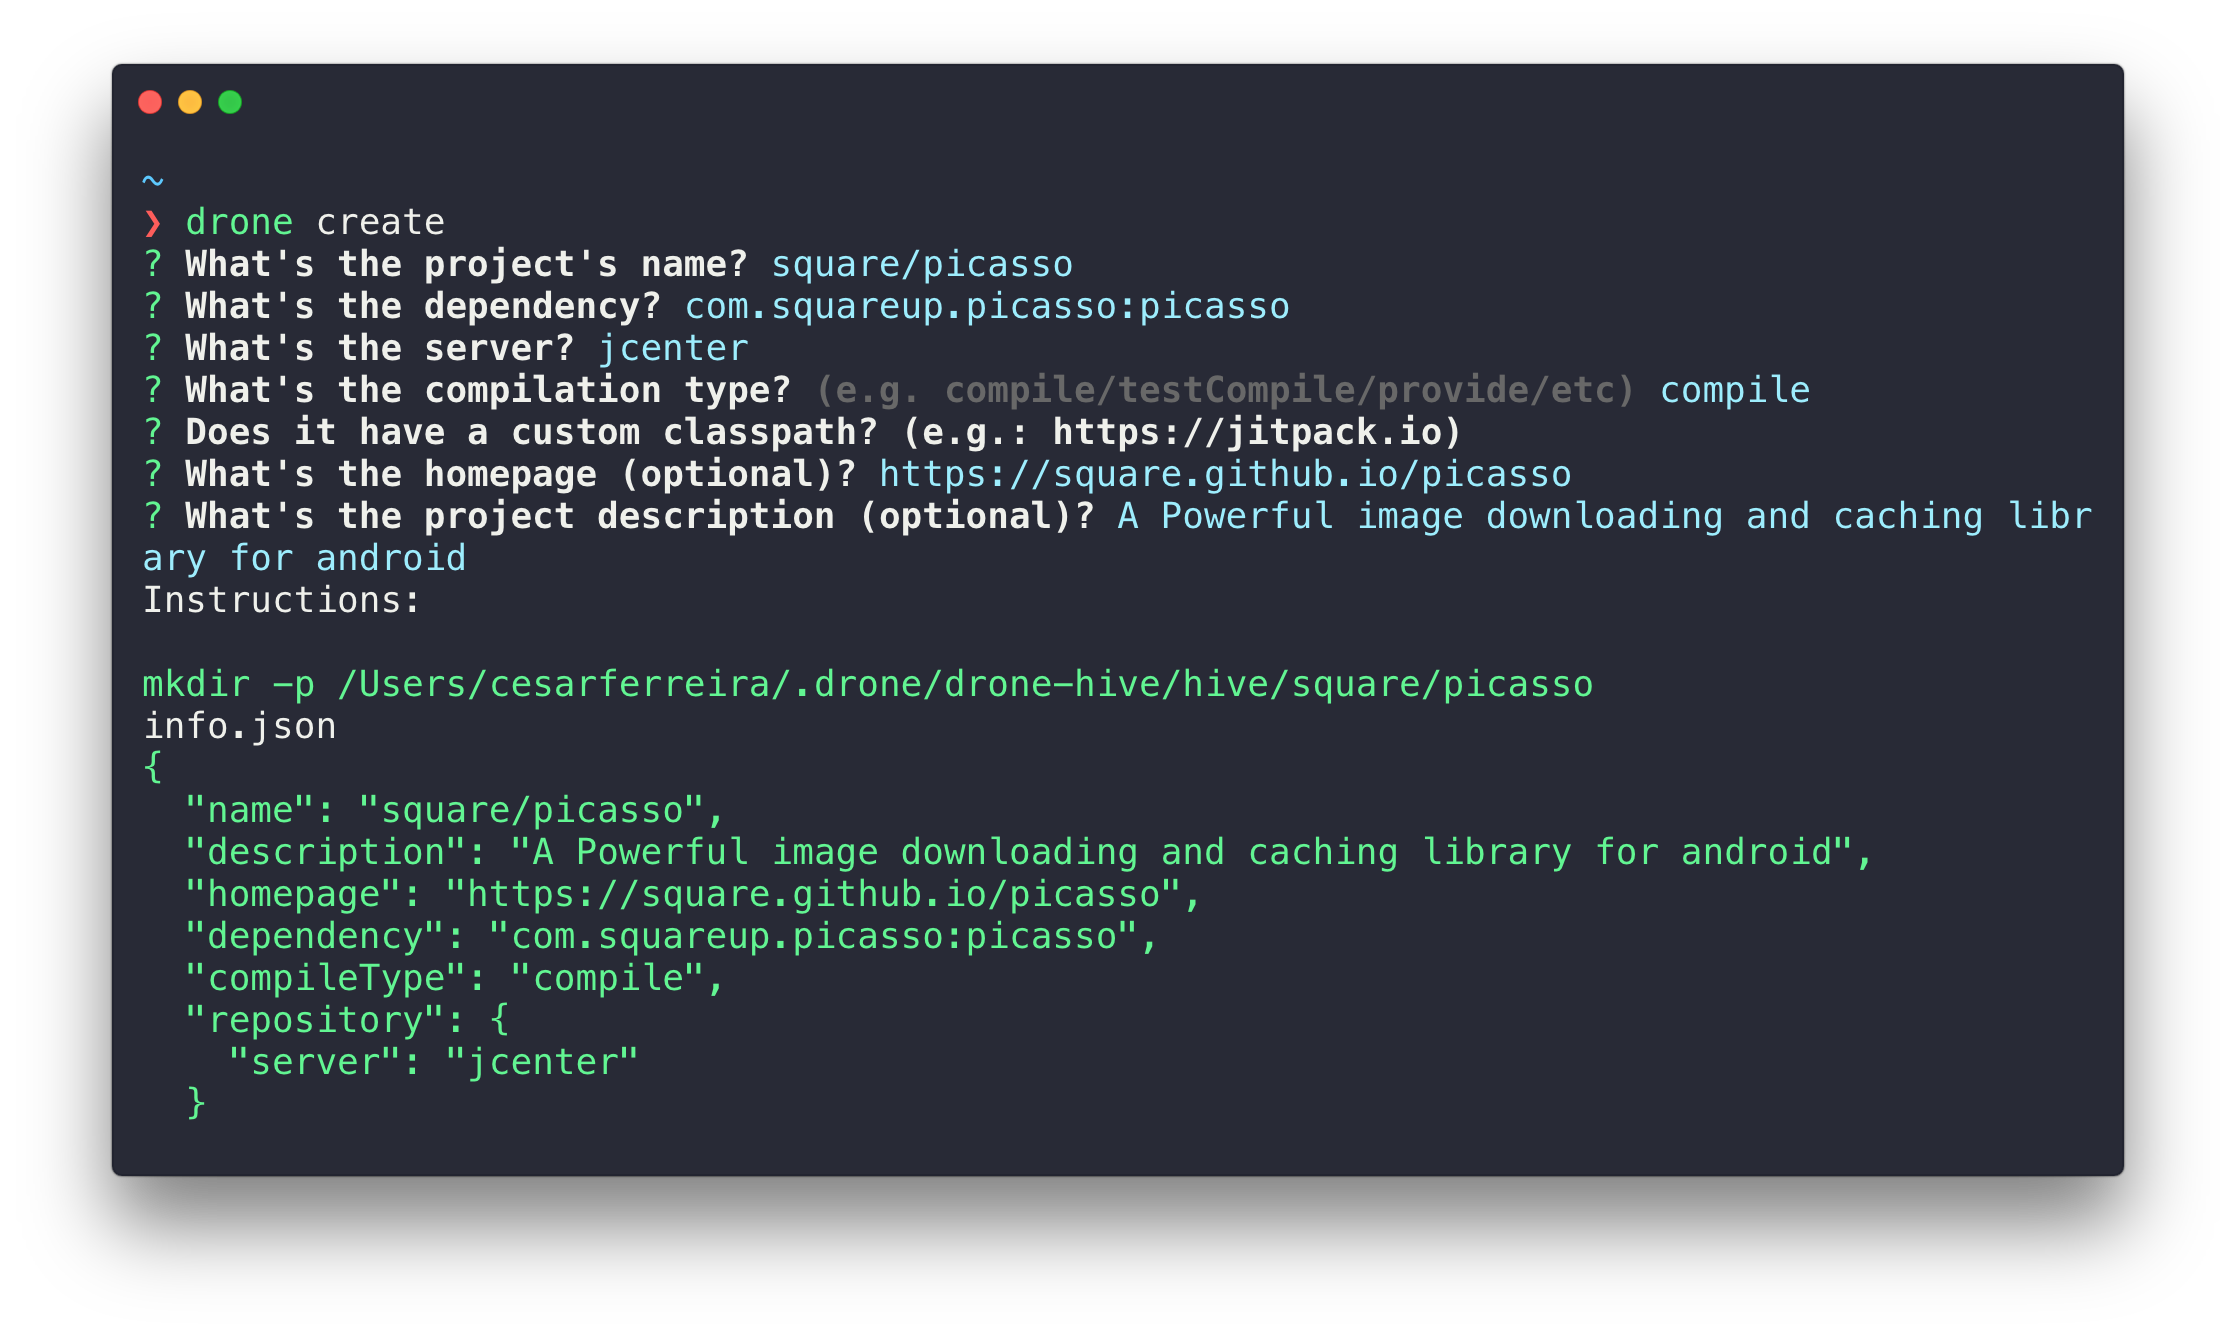 ~
❯ drone create
? What's the project's name? square/picasso
? What's the dependency? com.squareup.picasso:picasso
? What's the server? jcenter
? What's the compilation type? (e.g. compile/testCompile/provide/etc) compile
? Does it have a custom classpath? (e.g.: https://jitpack.io)
? What's the homepage (optional)? https://square.github.io/picasso
? What's the project description (optional)? A Powerful image downloading and caching libr
ary for android
Instructions:
mkdir -p /Users/cesarferreira/.drone/drone-hive/hive/square/picasso
info.json
{
  "name": "square/picasso",
  "description": "A Powerful image downloading and caching library for android",
  "homepage": "https://square.github.io/picasso",
  "dependency": "com.squareup.picasso:picasso",
  "compileType": "compile",
  "repository": {
    "server": "jcenter"
  }